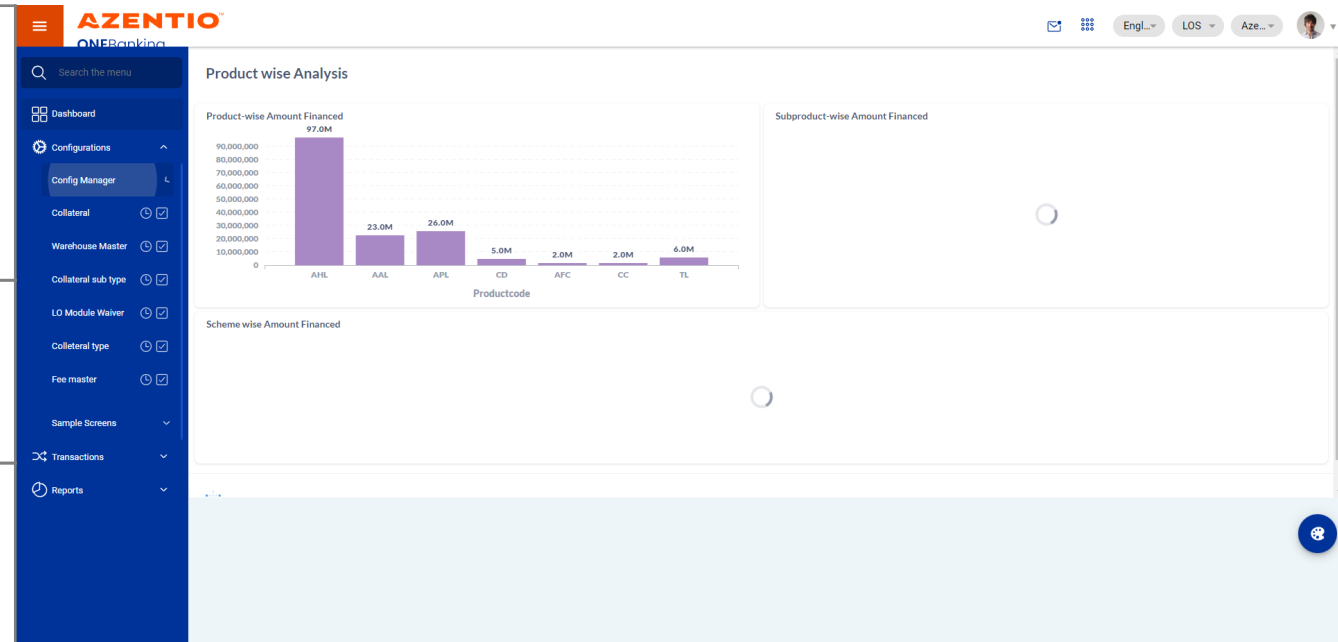 AZENTIO™
ONEBanking
Engl...
LOS
Aze...
Search the menu
Dashboard
Configurations
Config Manager
Collateral
Warehouse Master
Collateral sub type
LO Module Waiver
Colleteral type
Fee master
Sample Screens
Transactions
Reports
Product wise Analysis
Product-wise Amount Financed
97.0M
90,000,000
80,000,000
70,000,000
60,000,000
50,000,000
40,000,000
30,000,000
20,000,000
10,000,000
0
23.0M
26.0M
5.0M
2.0M
2.0M
6.0M
AHL AAL APL CD AFC CC TL
Productcode
Subproduct-wise Amount Financed
Scheme wise Amount Financed